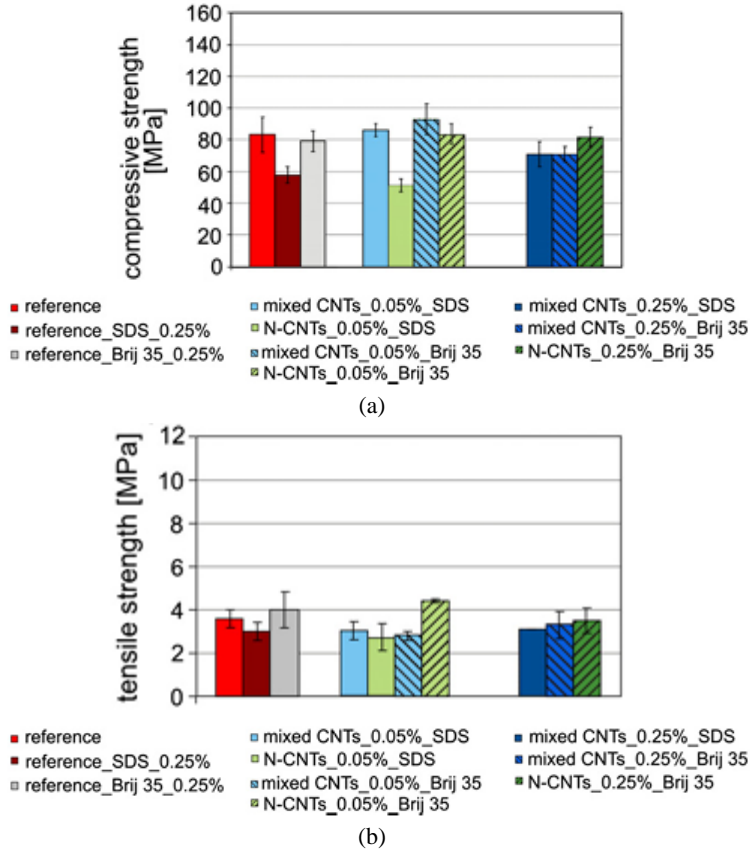 160
140
120
100
80
60
40
20
0
compressive strength
[MPa]
reference
reference_SDS_0.25%
reference_Brij 35_0.25%
mixed CNTs_0.05%_SDS
N-CNTs_0.05%_SDS
mixed CNTs_0.05%_Brij 35
N-CNTs_0.05%_Brij 35
mixed CNTs_0.25%_SDS
mixed CNTs_0.25%_Brij 35
N-CNTs_0.25%_Brij 35
(a)
12
10
8
6
4
2
0
tensile strength [MPa]
reference
reference_SDS_0.25%
reference_Brij 35_0.25%
mixed CNTs_0.05%_SDS
N-CNTs_0.05%_SDS
mixed CNTs_0.05%_Brij 35
N-CNTs_0.05%_Brij 35
mixed CNTs_0.25%_SDS
mixed CNTs_0.25%_Brij 35
N-CNTs_0.25%_Brij 35
(b)